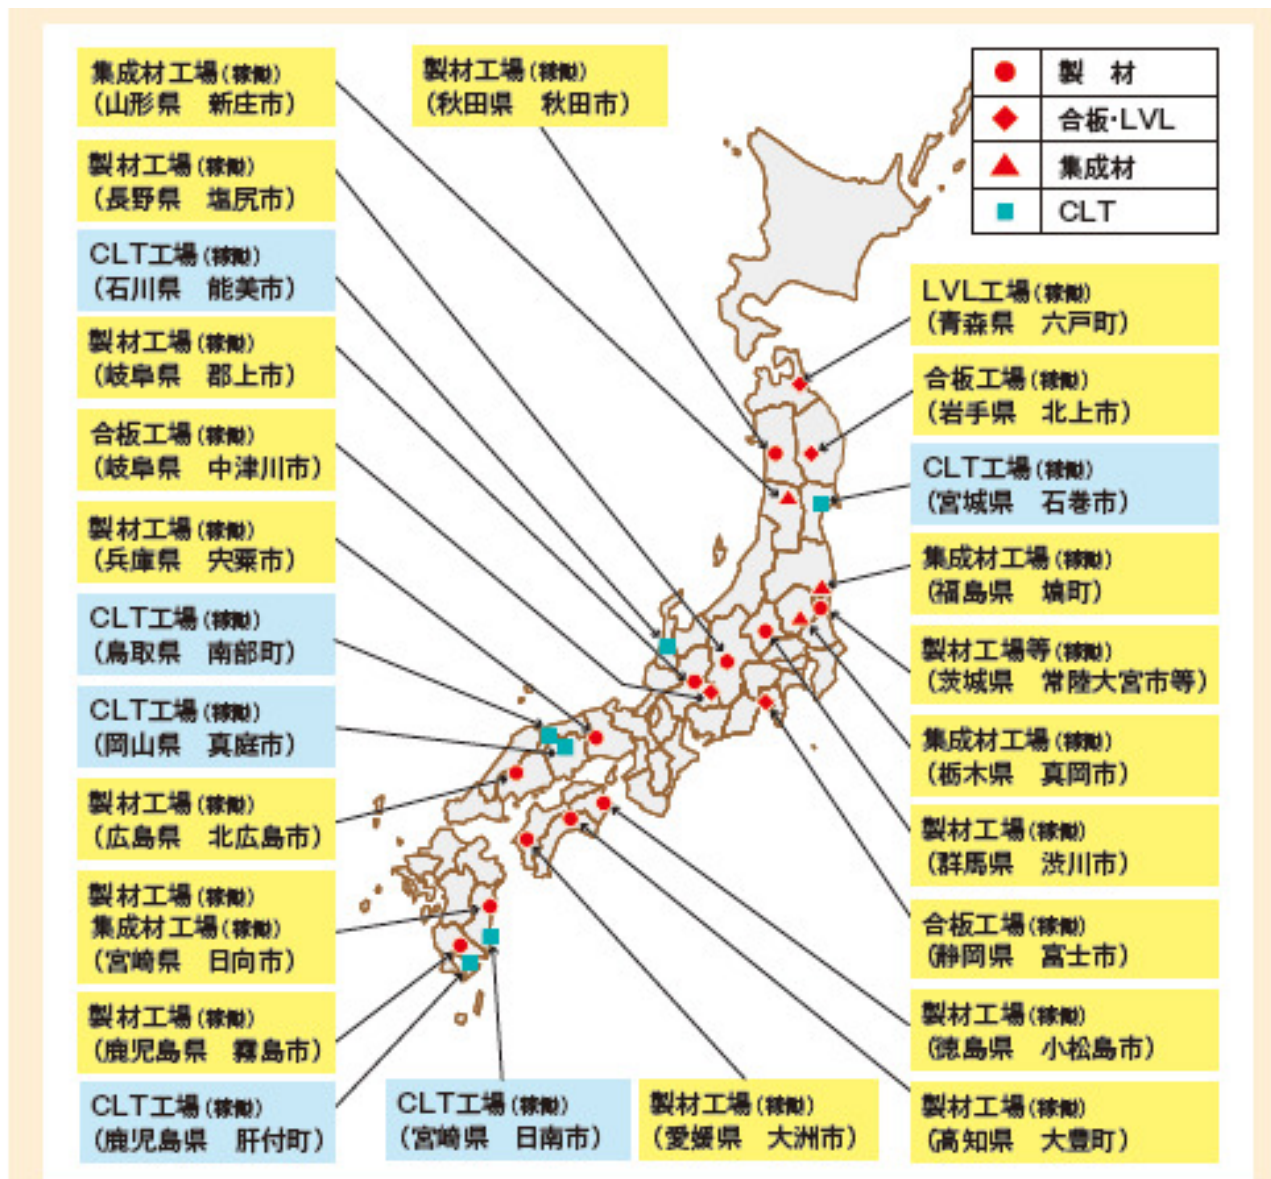 集成材工場(稼働)
(山形県 新庄市)
製材工場(稼働)
(長野県 塩尻市)
CLT工場(稼働)
(石川県 能美市)
製材工場(稼働)
(岐阜県 郡上市)
合板工場(稼働)
(岐阜県 中津川市)
製材工場(稼働)
(兵庫県 宍粟市)
CLT工場(稼働)
(鳥取県 南部町)
CLT工場(稼働)
(岡山県 真庭市)
製材工場(稼働)
(広島県 北広島市)
製材工場(稼働)
集成材工場(稼働)
(宮崎県 日向市)
製材工場(稼働)
(鹿児島県 霧島市)
CLT工場(稼働)
(鹿児島県 肝付町)
製材工場(稼働)
(秋田県 秋田市)
製 材
合板・LVL
集成材
CLT
LVL工場(稼働)
(青森県 六戸町)
合板工場(稼働)
(岩手県 北上市)
CLT工場(稼働)
(宮城県 石巻市)
集成材工場(稼働)
(福島県 塙町)
製材工場等(稼働)
(茨城県 常陸大宮市等)
集成材工場(稼働)
(栃木県 真岡市)
製材工場(稼働)
(群馬県 渋川市)
合板工場(稼働)
(静岡県 富士市)
製材工場(稼働)
(徳島県 小松島市)
製材工場(稼働)
(高知県 大豊町)
CLT工場(稼働)
(宮崎県 日南市)
製材工場(稼働)
(愛媛県 大洲市)